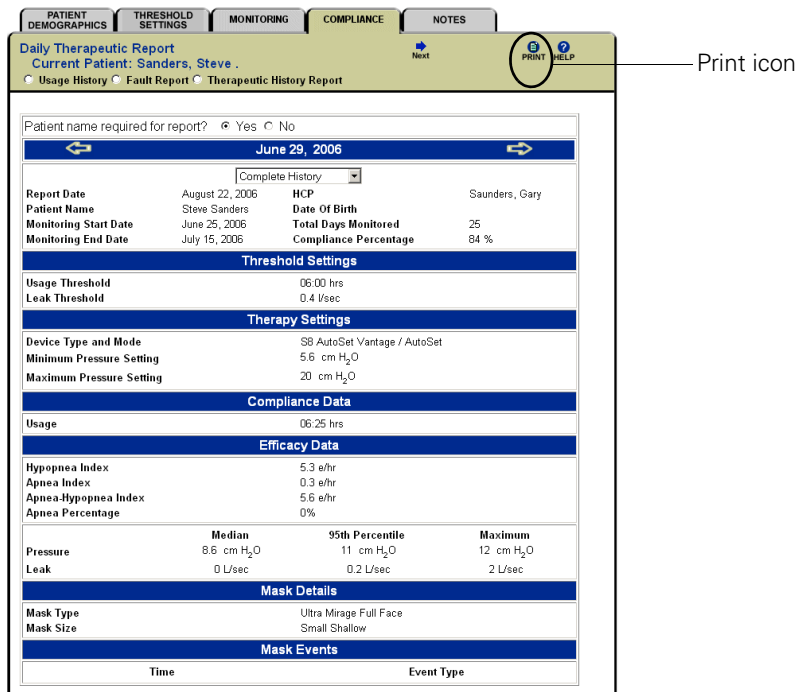 PATIENT DEMOGRAPHICS THRESHOLD SETTINGS MONITORING COMPLIANCE NOTES
Daily Therapeutic Report
Current Patient: Sanders, Steve .
Next PRINT HELP
Print icon
Usage History Fault Report Therapeutic History Report
Patient name required for report? Yes No
June 29, 2006
Complete History
Report Date August 22, 2006 HCP Saunders, Gary
Patient Name Steve Sanders Date Of Birth
Monitoring Start Date June 25, 2006 Total Days Monitored 25
Monitoring End Date July 15, 2006 Compliance Percentage 84 %
Threshold Settings
Usage Threshold 06:00 hrs
Leak Threshold 0.4 l/sec
Therapy Settings
Device Type and Mode S8 AutoSet Vantage / AutoSet
Minimum Pressure Setting 5.6 cm H2O
Maximum Pressure Setting 20 cm H2O
Compliance Data
Usage 06:25 hrs
Efficacy Data
Hypopnea Index 5.3 e/hr
Apnea Index 0.3 e/hr
Apnea-Hypopnea Index 5.6 e/hr
Apnea Percentage 0%
Median 95th Percentile Maximum
Pressure 8.6 cm H2O 11 cm H2O 12 cm H2O
Leak 0 L/sec 0.2 L/sec 2 L/sec
Mask Details
Mask Type Ultra Mirage Full Face
Mask Size Small Shallow
Mask Events
Time Event Type